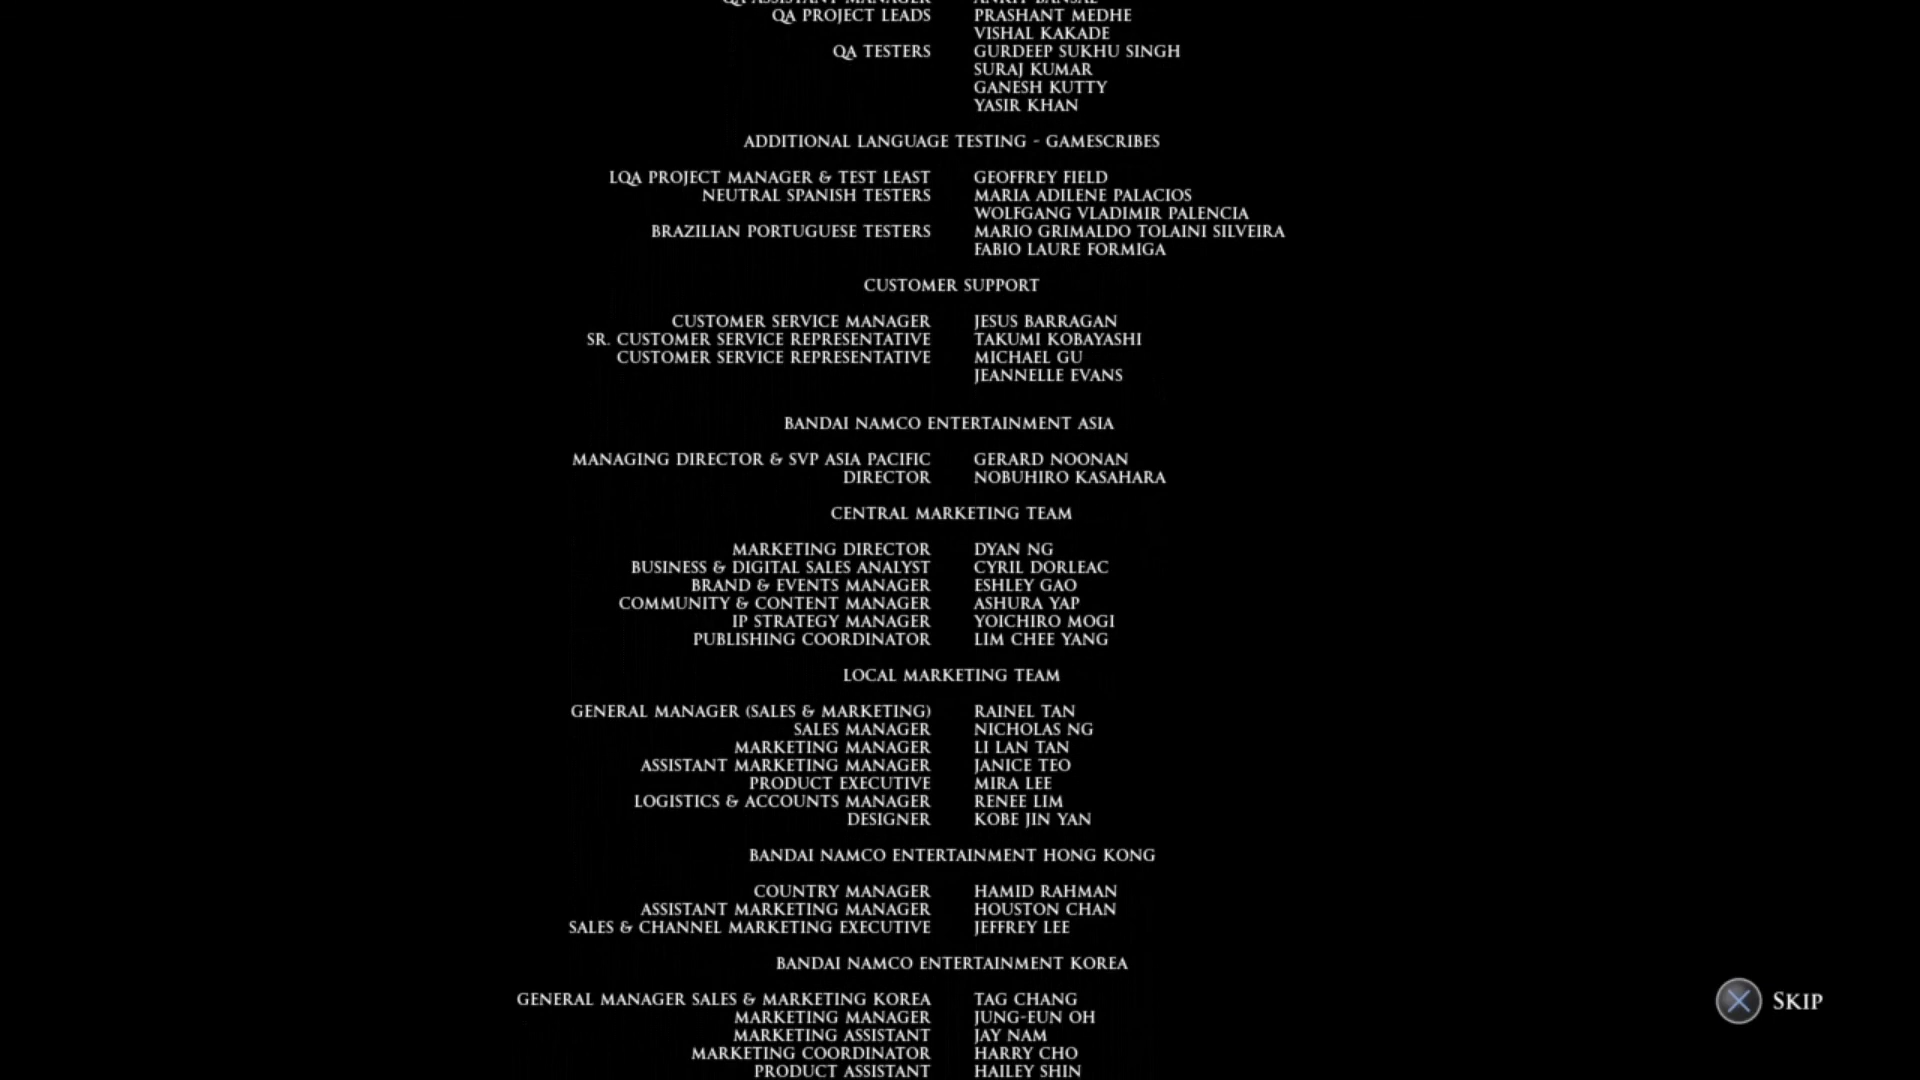 QA ASSISTANT MANAGER ANKIT BANSAL
QA PROJECT LEADS PRASHANT MEDHE
VISHAL KAKADE
QA TESTERS GURDEEP SUKHU SINGH
SURAJ KUMAR
GANESH KUTTY
YASIR KHAN
ADDITIONAL LANGUAGE TESTING - GAMESCRIBES
LQA PROJECT MANAGER & TEST LEAST GEOFFREY FIELD
NEUTRAL SPANISH TESTERS MARIA ADILENE PALACIOS
WOLFGANG VLADIMIR PALENCIA
BRAZILIAN PORTUGUESE TESTERS MARIO GRIMALDO TOLAINI SILVEIRA
FABIO LAURE FORMIGA
CUSTOMER SUPPORT
CUSTOMER SERVICE MANAGER JESUS BARRAGAN
SR. CUSTOMER SERVICE REPRESENTATIVE TAKUMI KOBAYASHI
CUSTOMER SERVICE REPRESENTATIVE MICHAEL GU
JEANNELLE EVANS
BANDAI NAMCO ENTERTAINMENT ASIA
MANAGING DIRECTOR & SVP ASIA PACIFIC GERARD NOONAN
DIRECTOR NOBUHIRO KASAHARA
CENTRAL MARKETING TEAM
MARKETING DIRECTOR DYAN NG
BUSINESS & DIGITAL SALES ANALYST CYRIL DORLEAC
BRAND & EVENTS MANAGER ESHLEY GAO
COMMUNITY & CONTENT MANAGER ASHURA YAP
IP STRATEGY MANAGER YOICHIRO MOGI
PUBLISHING COORDINATOR LIM CHEE YANG
LOCAL MARKETING TEAM
GENERAL MANAGER (SALES & MARKETING) RAINEL TAN
SALES MANAGER NICHOLAS NG
MARKETING MANAGER LI LAN TAN
ASSISTANT MARKETING MANAGER JANICE TEO
PRODUCT EXECUTIVE MIRA LEE
LOGISTICS & ACCOUNTS MANAGER RENEE LIM
DESIGNER KOBE JIN YAN
BANDAI NAMCO ENTERTAINMENT HONG KONG
COUNTRY MANAGER HAMID RAHMAN
ASSISTANT MARKETING MANAGER HOUSTON CHAN
SALES & CHANNEL MARKETING EXECUTIVE JEFFREY LEE
BANDAI NAMCO ENTERTAINMENT KOREA
GENERAL MANAGER SALES & MARKETING KOREA TAG CHANG
MARKETING MANAGER JUNG-EUN OH
MARKETING ASSISTANT JAY NAM
MARKETING COORDINATOR HARRY CHO
PRODUCT ASSISTANT HAILEY SHIN
SKIP